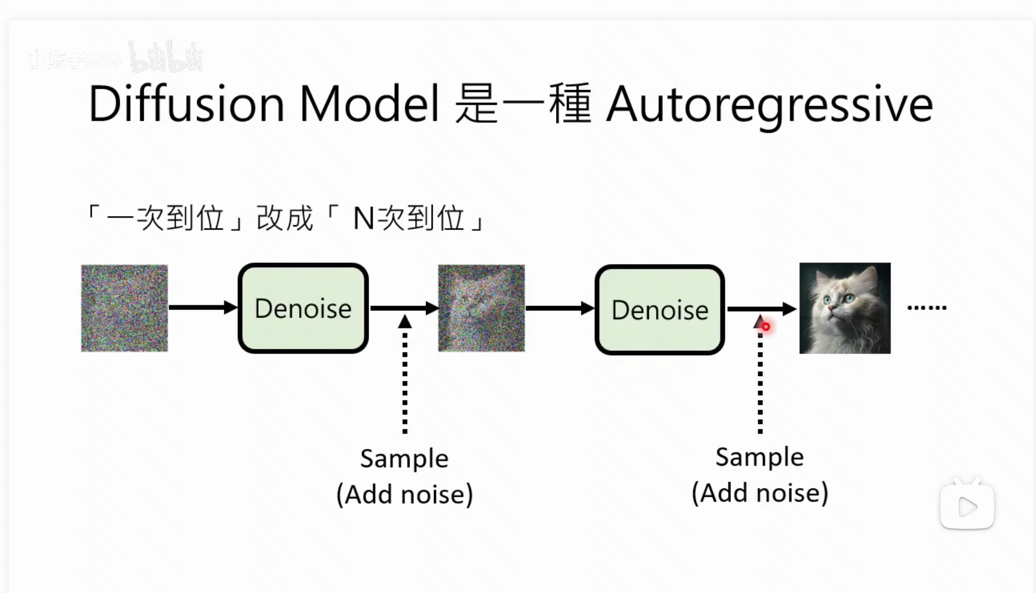 Diffusion Model 是一種 Autoregressive
「一次到位」改成「 N次到位」
Denoise
Denoise
······
Sample
(Add noise)
Sample
(Add noise)
bilibili